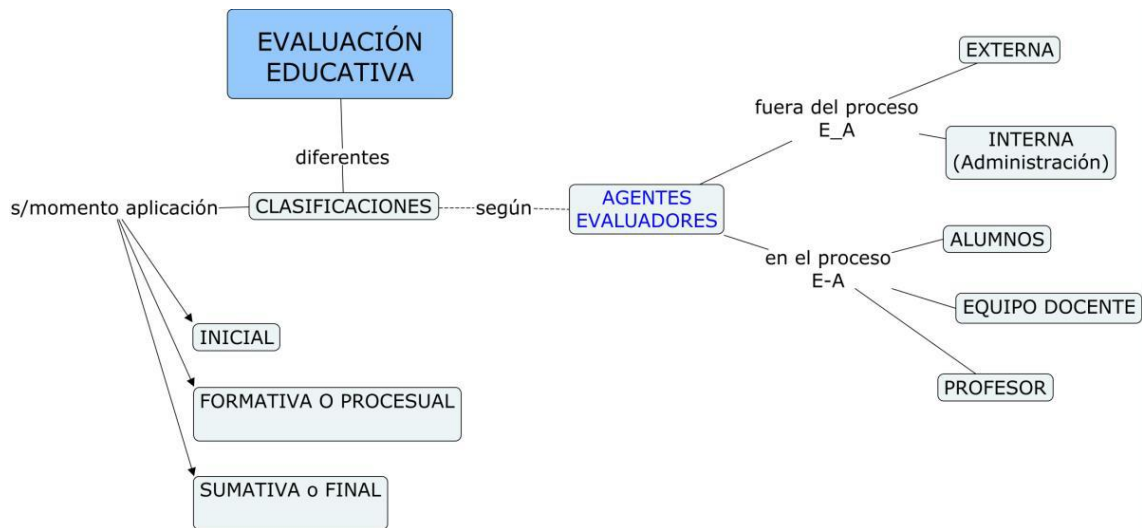 EVALUACIÓN
EDUCATIVA
diferentes
s/momento aplicación
CLASIFICACIONES
según
AGENTES
EVALUADORES
fuera del proceso
E_A
EXTERNA
INTERNA
(Administración)
en el proceso
E-A
ALUMNOS
EQUIPO DOCENTE
PROFESOR
INICIAL
FORMATIVA O PROCESUAL
SUMATIVA o FINAL